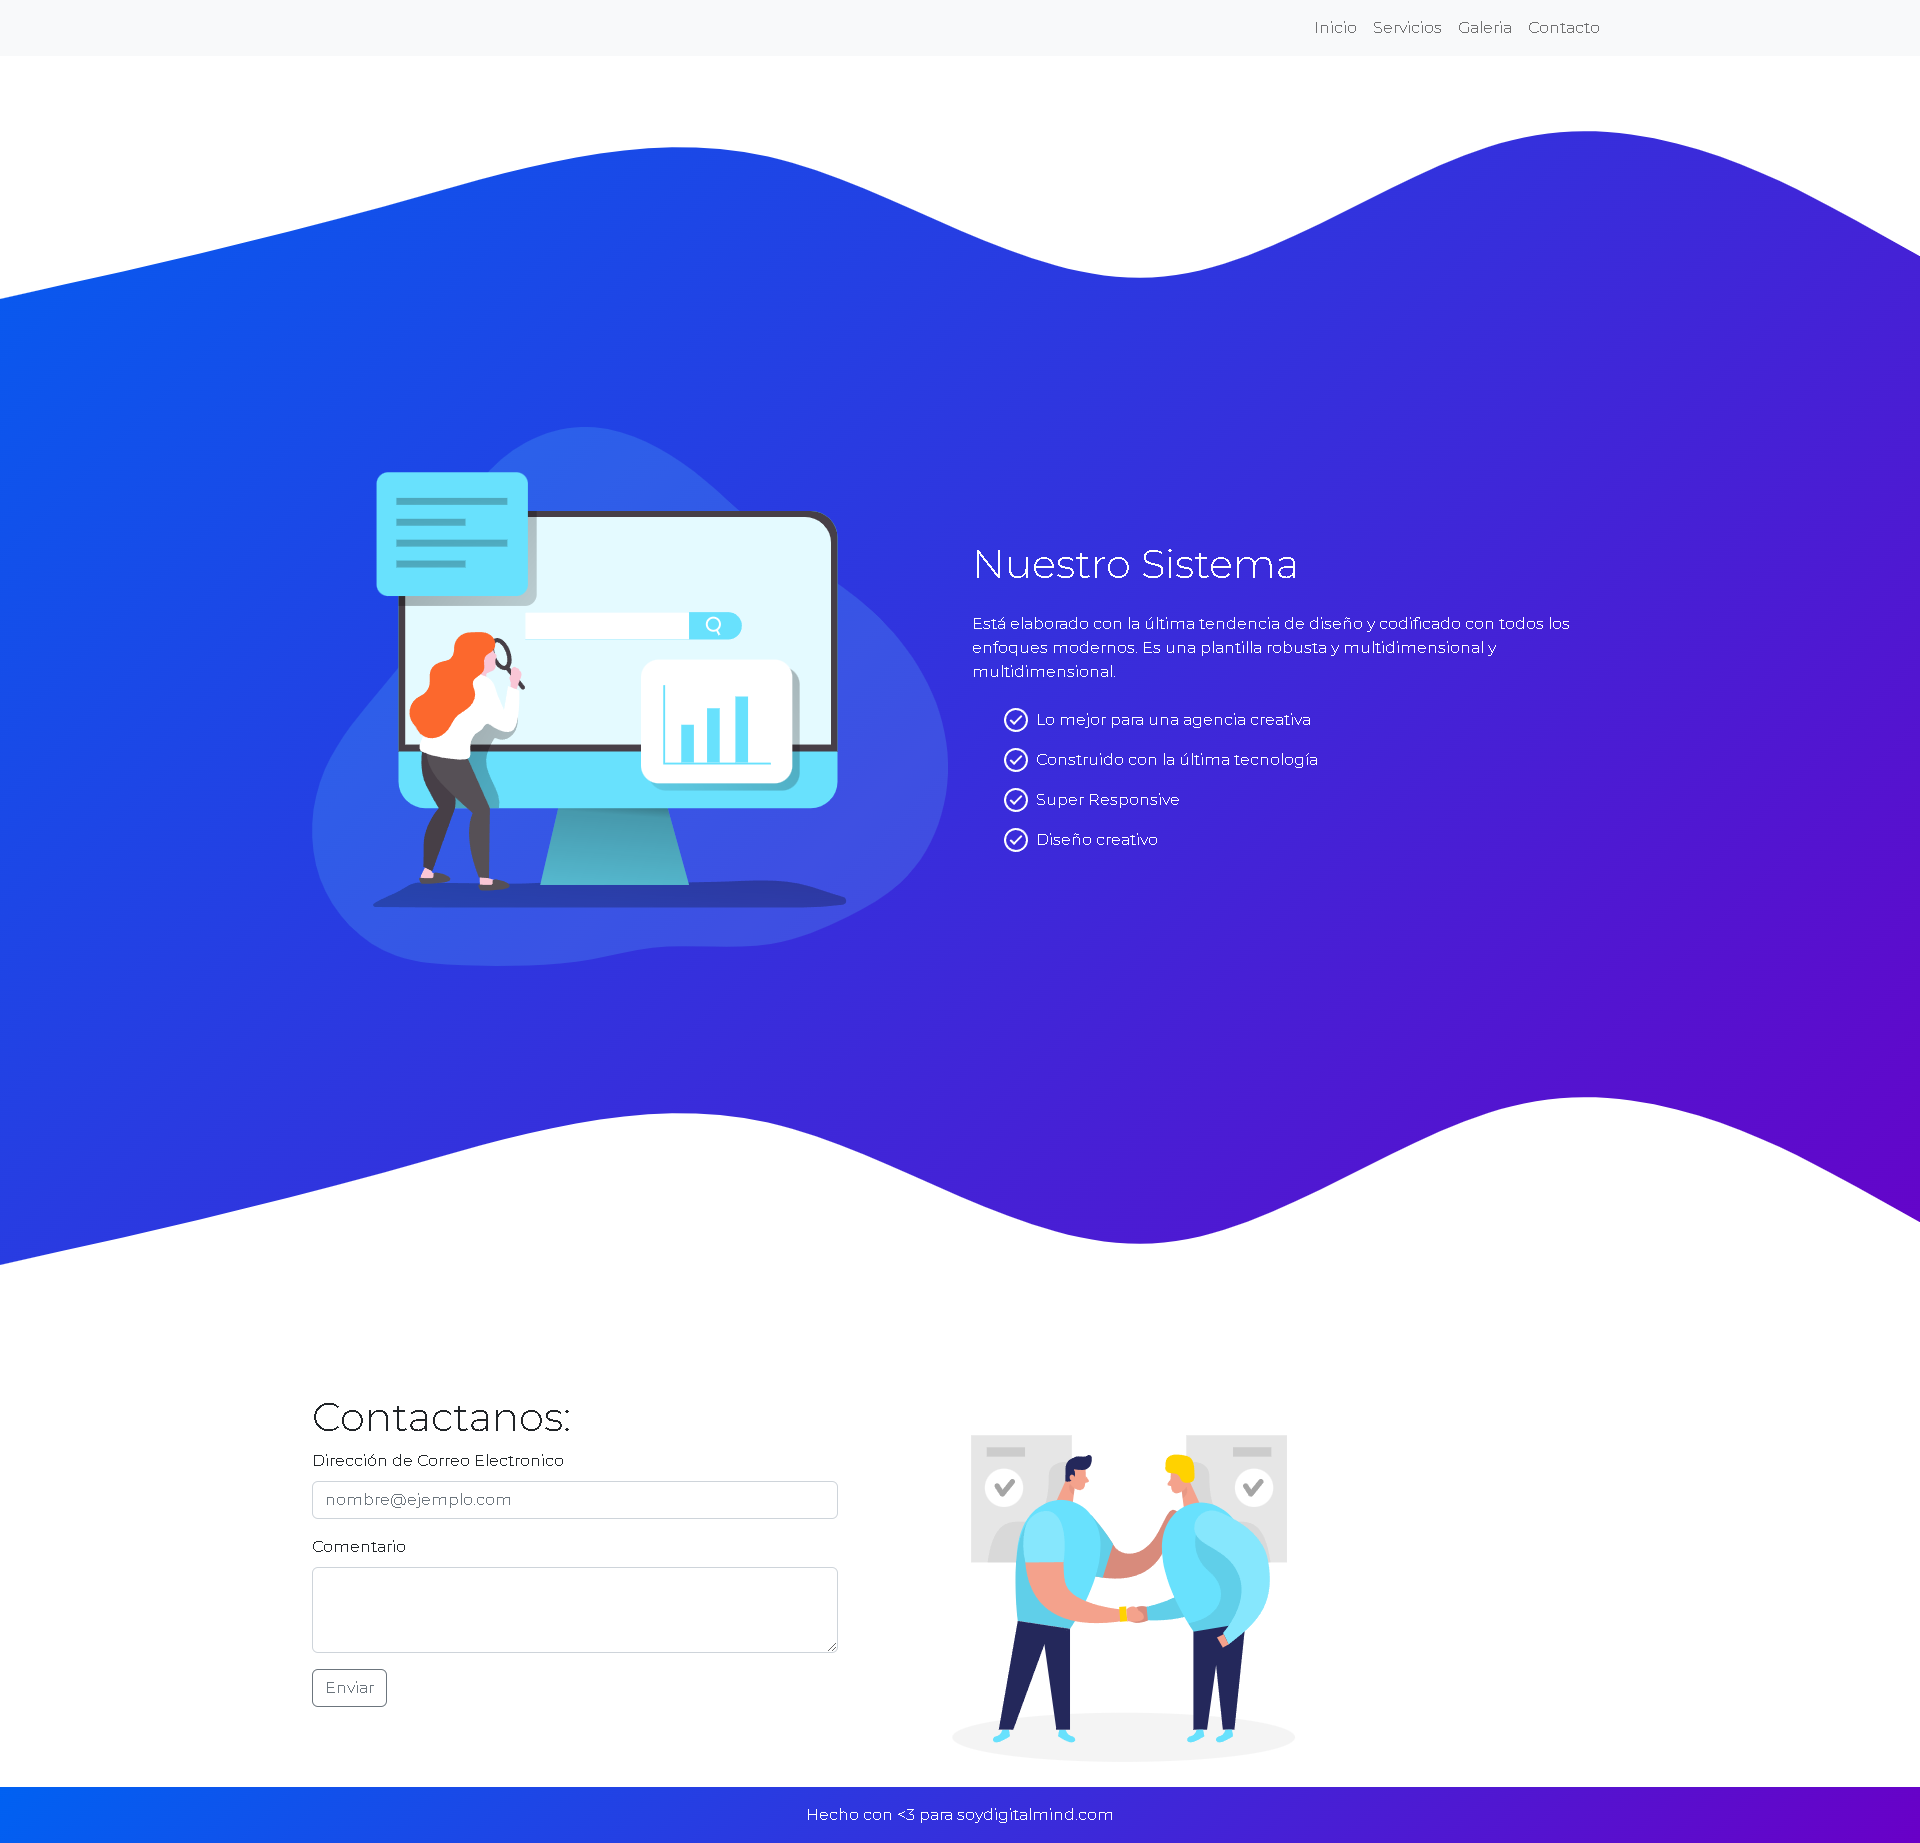 Inicio Servicios Galeria Contacto
Nuestro Sistema
Está elaborado con la última tendencia de diseño y codificado con todos los
enfoques modernos. Es una plantilla robusta y multidimensional y
multidimensional.
Lo mejor para una agencia creativa
Construido con la última tecnología
Super Responsive
Diseño creativo
Contactanos:
Dirección de Correo Electronico
nombre@ejemplo.com
Comentario
Enviar
Hecho con <3 para soydigitalmind.com